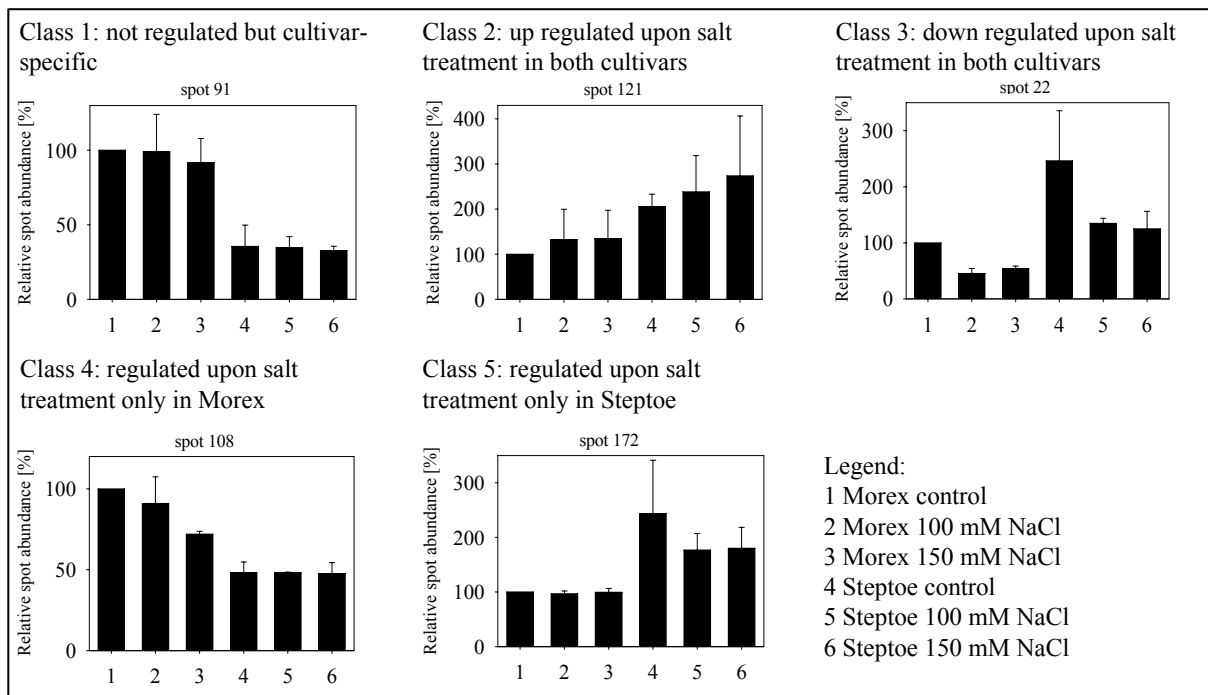 Class 1: not regulated but cultivar-
specific
spot 91
Relative spot abundance [%]
100
50
0
1 2 3 4 5 6
Class 2: up regulated upon salt
treatment in both cultivars
spot 121
Relative spot abundance [%]
400
300
200
100
0
1 2 3 4 5 6
Class 3: down regulated upon salt
treatment in both cultivars
spot 22
Relative spot abundance [%]
300
200
100
0
1 2 3 4 5 6
Class 4: regulated upon salt
treatment only in Morex
spot 108
Relative spot abundance [%]
100
50
0
1 2 3 4 5 6
Class 5: regulated upon salt
treatment only in Steptoe
spot 172
Relative spot abundance [%]
300
200
100
0
1 2 3 4 5 6
Legend:
1 Morex control
2 Morex 100 mM NaCl
3 Morex 150 mM NaCl
4 Steptoe control
5 Steptoe 100 mM NaCl
6 Steptoe 150 mM NaCl